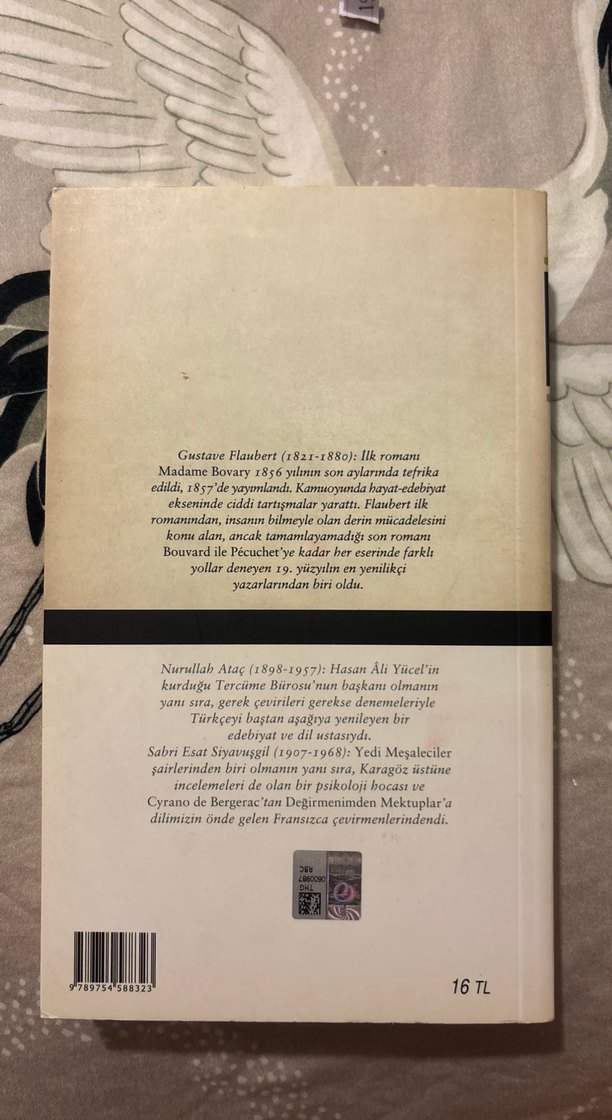 Gustave Flaubert (1821-1880): İlk romanı
Madame Bovary 1856 yılının son aylarında tefrika
edildi, 1857'de yayımlandı. Kamuoyunda hayat-edebiyat
ekseninde ciddi tartışmalar yarattı. Flaubert ilk
romanından, insanın bilmeyle olan derin mücadelesini
konu alan, ancak tamamlayamadığı son romanı
Bouvard ile Pécuchet'ye kadar her eserinde farklı
yollar deneyen 19. yüzyılın en yenilikçi
yazarlarından biri oldu.
Nurullah Ataç (1898-1957): Hasan Âli Yücel'in
kurduğu Tercüme Bürosu'nun başkanı olmanın
yanı sıra, gerek çevirileri gerekse denemeleriyle
Türkçeyi baştan aşağıya yenileyen bir
edebiyat ve dil ustasıydı.
Sabri Esat Siyavuşgil (1907-1968): Yedi Meşaleciler
şairlerinden biri olmanın yanı sıra, Karagöz üstüne
incelemeleri de olan bir psikoloji hocası ve
Cyrano de Bergerac'tan Değirmenimden Mektuplar'a
dilimizin önde gelen Fransızca çevirmenlerindendi.
THG
0600987
RBC
9 789754 588323
16 TL